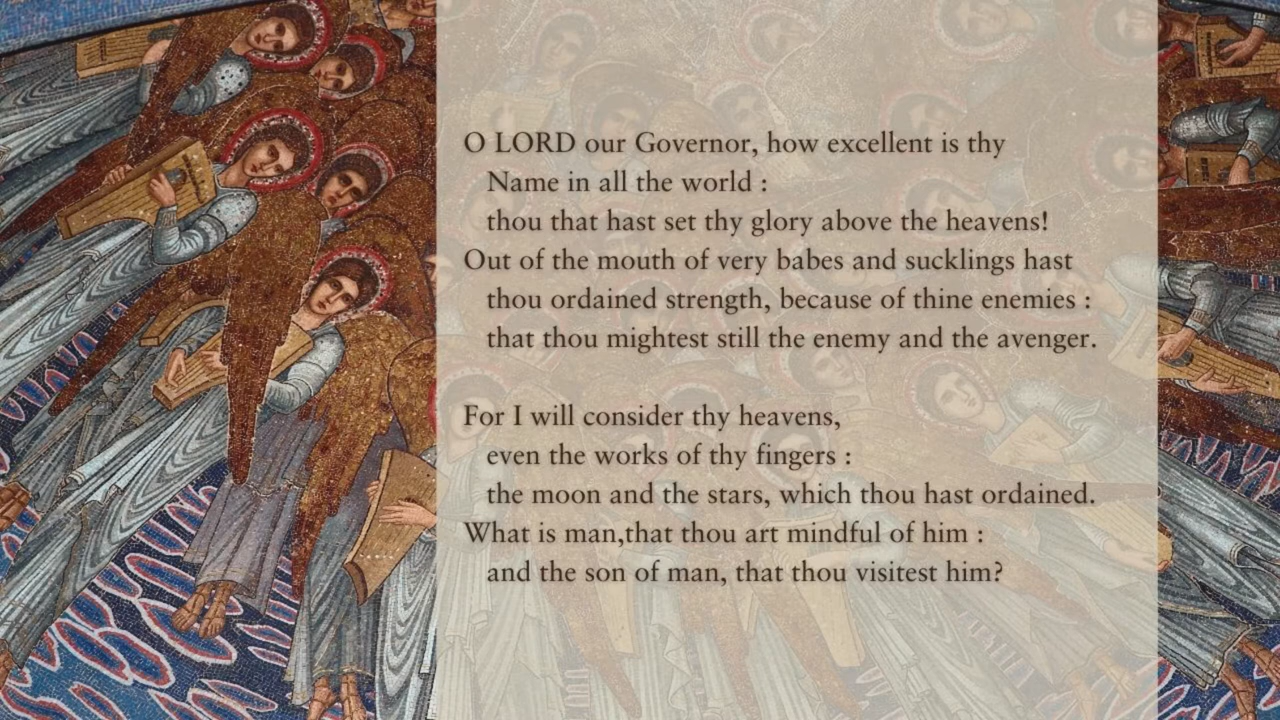 O LORD our Governor, how excellent is thy
Name in all the world :
thou that hast set thy glory above the heavens!
Out of the mouth of very babes and sucklings hast
thou ordained strength, because of thine enemies :
that thou mightest still the enemy and the avenger.
For I will consider thy heavens,
even the works of thy fingers :
the moon and the stars, which thou hast ordained.
What is man,that thou art mindful of him :
and the son of man, that thou visitest him?